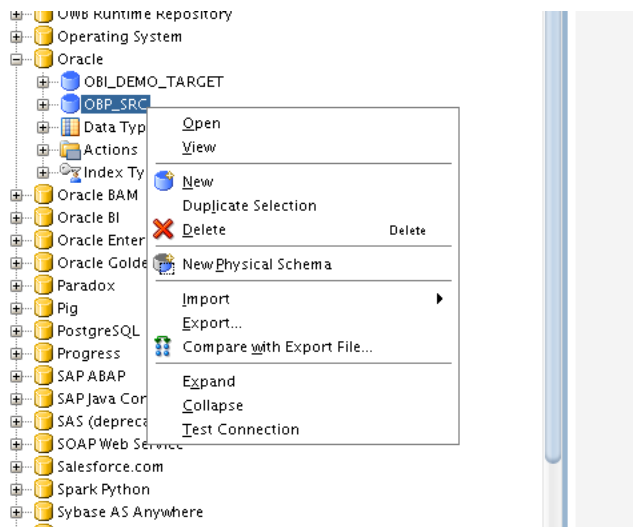 OWB Runtime Repository
Operating System
Oracle
OBI_DEMO_TARGET
OBP_SRC
Data Typ
Actions
Index Ty
Oracle BAM
Oracle BI
Oracle Enter
Oracle Golde
Paradox
Pig
PostgreSQL
Progress
SAP ABAP
SAP Java Con
SAS (depreca
SOAP Web Service
Salesforce.com
Spark Python
Sybase AS Anywhere
Open
View
New
Duplicate Selection
Delete Delete
New Physical Schema
Import
Export...
Compare with Export File...
Expand
Collapse
Test Connection